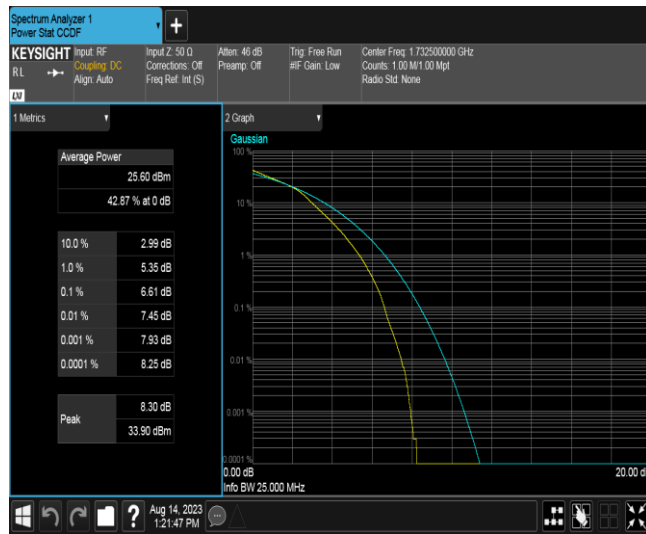 Spectrum Analyzer 1
Power Stat CCDF
KEYSIGHT
RL
LXI
Input: RF
Coupling: DC
Align: Auto
Input Z: 50 Ω
Corrections: Off
Freq Ref: Int (S)
Atten: 46 dB
Preamp: Off
Trig: Free Run
#IF Gain: Low
Center Freq: 1.732500000 GHz
Counts: 1.00 M/1.00 Mpt
Radio Std: None
1 Metrics
Average Power
25.60 dBm
42.87 % at 0 dB
10.0 % 2.99 dB
1.0 % 5.35 dB
0.1 % 6.61 dB
0.01 % 7.45 dB
0.001 % 7.93 dB
0.0001 % 8.25 dB
Peak
8.30 dB
33.90 dBm
2 Graph
Gaussian
100 %
10 %
1 %
0.1 %
0.01 %
0.001 %
0.0001 %
0.00 dB
20.00 d
Info BW 25.000 MHz
?
Aug 14, 2023
1:21:47 PM